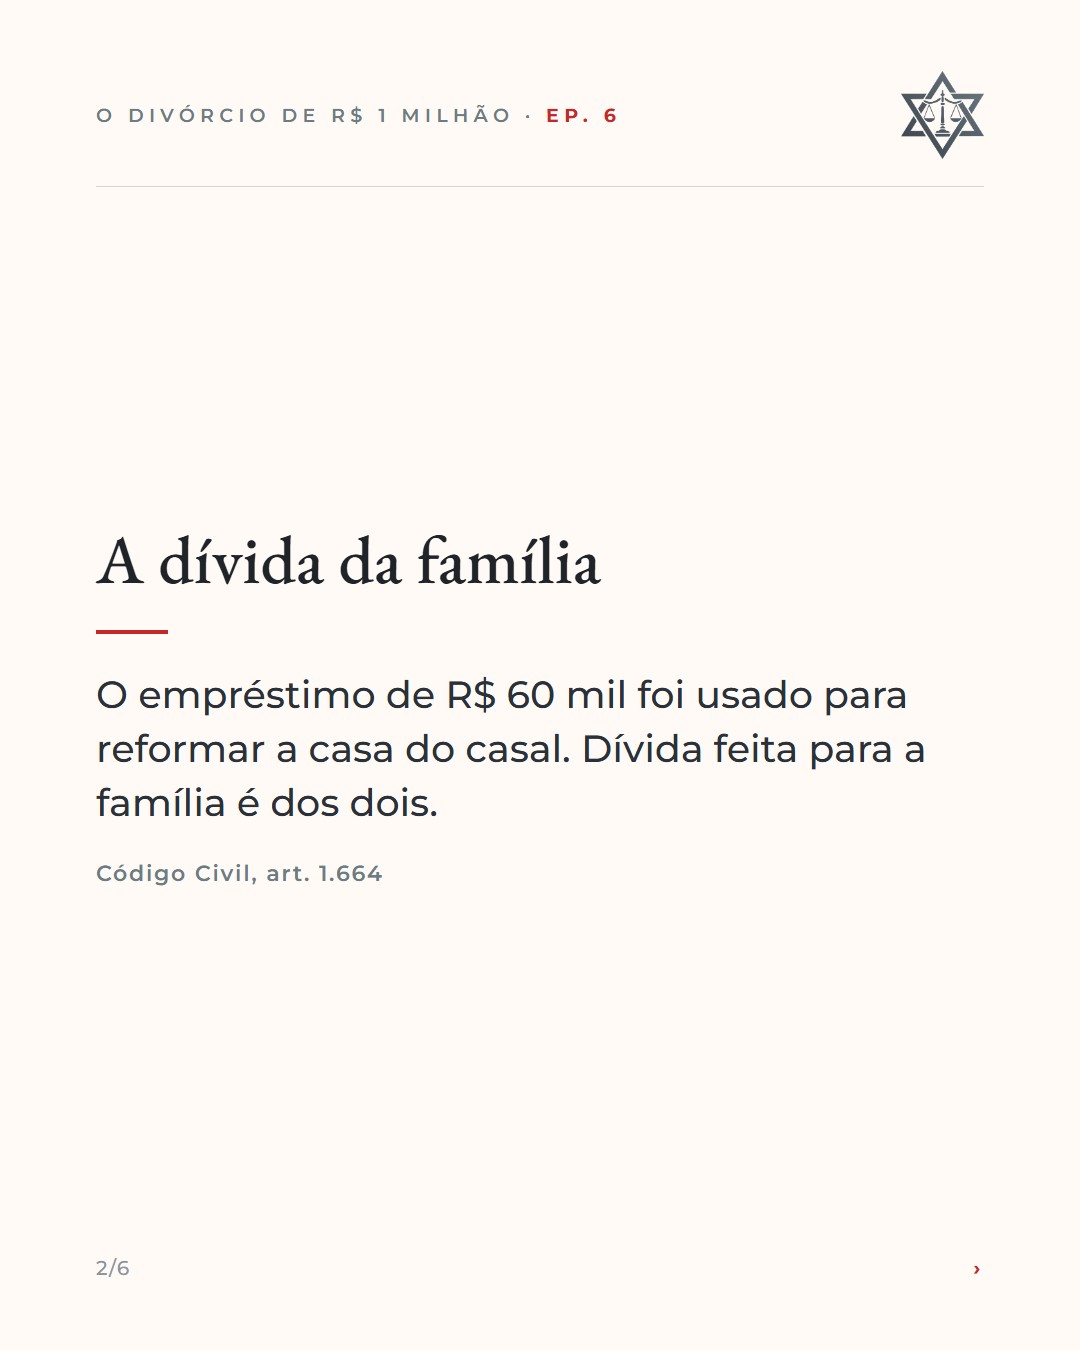 O DIVÓRCIO DE R$ 1 MILHÃO · EP. 6
A dívida da família
O empréstimo de R$ 60 mil foi usado para
reformar a casa do casal. Dívida feita para a
família é dos dois.
Código Civil, art. 1.664
2/6
›